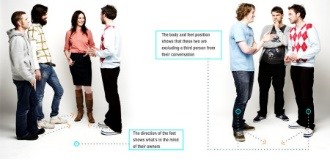 The body and feet position
shows that these two are
excluding a third person from
their conversation
The direction of the feet
shows what's in the mind
of their owners